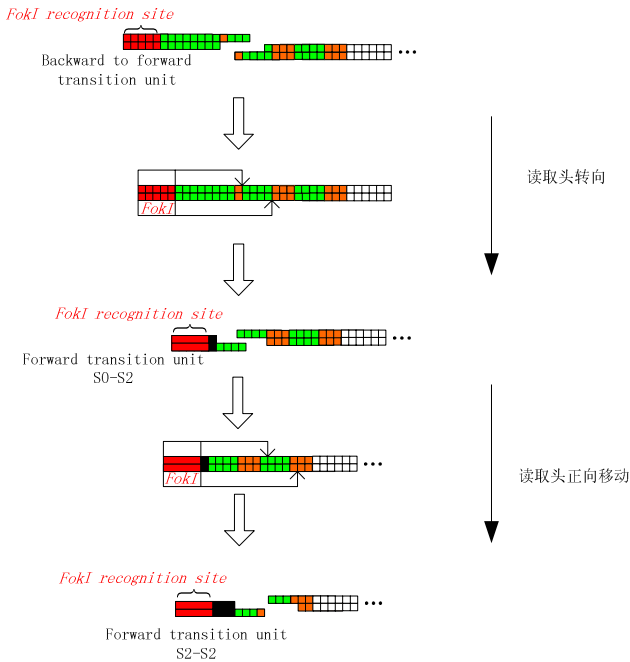 FokI recognition site
Backward to forward
transition unit
•••
读取头转向
FokI
FokI recognition site
•••
Forward transition unit
S0-S2
读取头正向移动
•••
FokI
FokI recognition site
•••
Forward transition unit
S2-S2